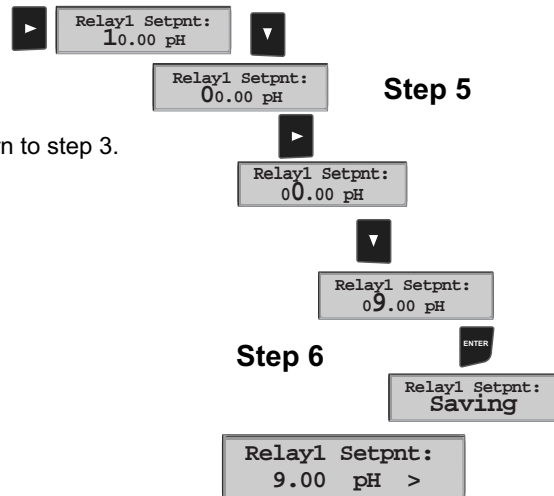 Relay1 Setpnt:
10.00 pH
Relay1 Setpnt:
00.00 pH
Step 5
to step 3.
Relay1 Setpnt:
00.00 pH
Relay1 Setpnt:
09.00 pH
Step 6
ENTER
Relay1 Setpnt:
Saving
Relay1 Setpnt:
9.00 pH >